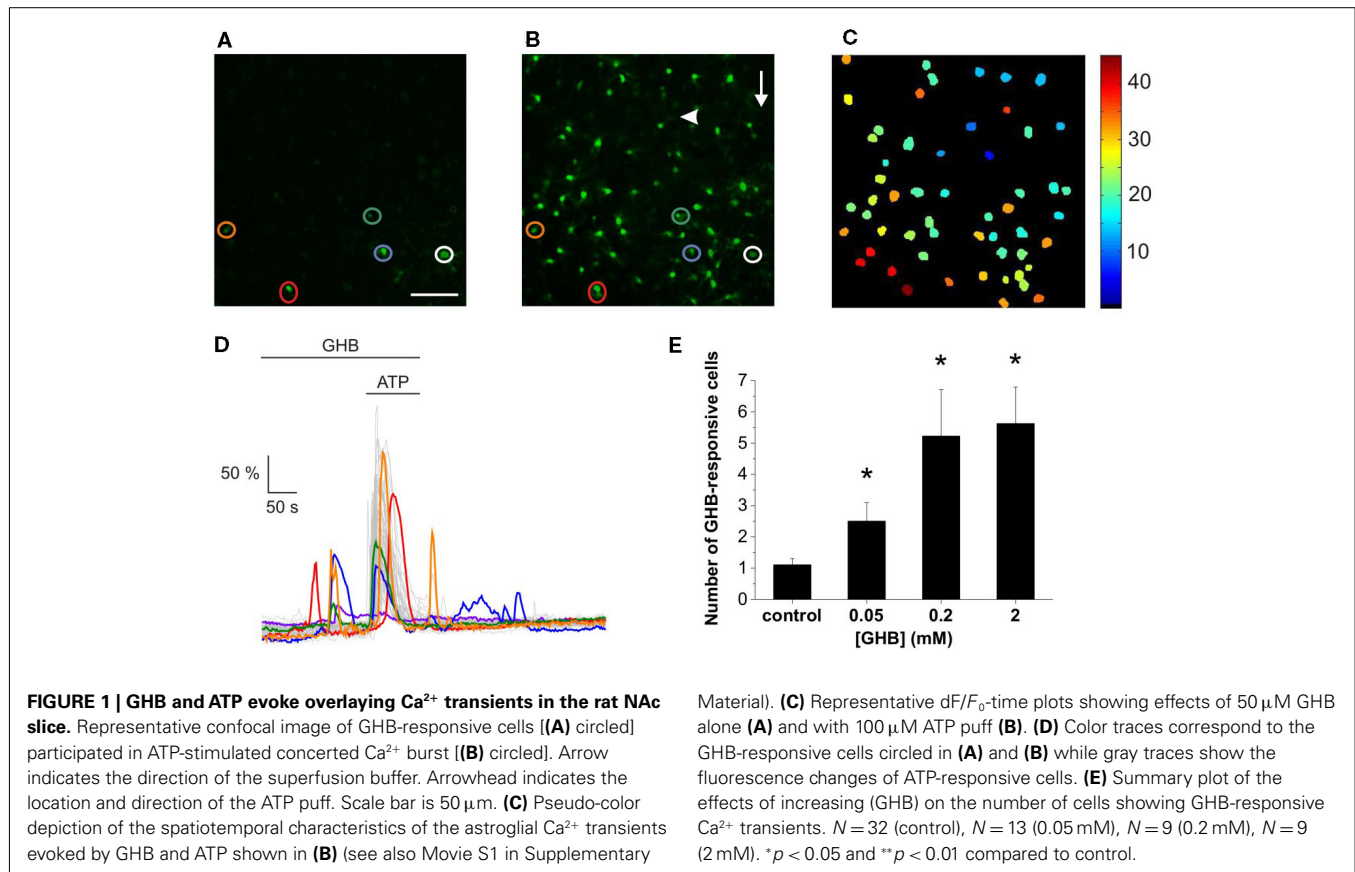 A
B
C
40
30
20
10
D
GHB
ATP
50 %
50 s
E
Number of GHB-responsive cells
7
6
5
4
3
2
1
0
*
*
*
control
0.05
0.2
2
[GHB] (mM)
FIGURE 1 | GHB and ATP evoke overlaying Ca²⁺ transients in the rat NAc
slice. Representative confocal image of GHB-responsive cells [(A) circled]
participated in ATP-stimulated concerted Ca²⁺ burst [(B) circled]. Arrow
indicates the direction of the superfusion buffer. Arrowhead indicates the
location and direction of the ATP puff. Scale bar is 50 μm. (C) Pseudo-color
depiction of the spatiotemporal characteristics of the astroglial Ca²⁺ transients
evoked by GHB and ATP shown in (B) (see also Movie S1 in Supplementary
Material). (C) Representative dF/F₀-time plots showing effects of 50 μM GHB
alone (A) and with 100 μM ATP puff (B). (D) Color traces correspond to the
GHB-responsive cells circled in (A) and (B) while gray traces show the
fluorescence changes of ATP-responsive cells. (E) Summary plot of the
effects of increasing (GHB) on the number of cells showing GHB-responsive
Ca²⁺ transients. N = 32 (control), N = 13 (0.05 mM), N = 9 (0.2 mM), N = 9
(2 mM). *p < 0.05 and **p < 0.01 compared to control.